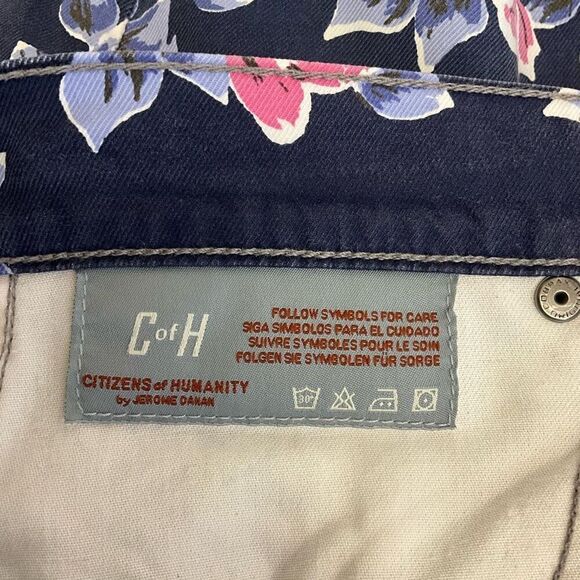 C of H
CITIZENS of HUMANITY
by JEROME DAHAN
FOLLOW SYMBOLS FOR CARE
SIGA SIMBOLOS PARA EL CUIDADO
SUIVRE SYMBOLES POUR LE SOIN
FOLGEN SIE SYMBOLEN FÜR SORGE
30°